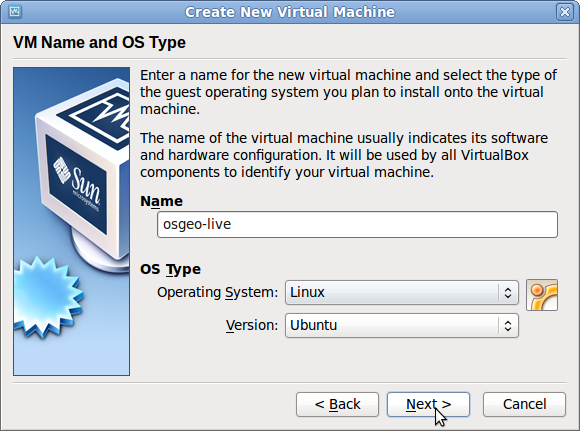 Create New Virtual Machine
VM Name and OS Type
Enter a name for the new virtual machine and select the type of
the guest operating system you plan to install onto the virtual
machine.
The name of the virtual machine usually indicates its software
and hardware configuration. It will be used by all VirtualBox
components to identify your virtual machine.
Sun
microsystems
Name
osgeo-live
OS Type
Operating System: Linux
Version: Ubuntu
< Back Next > Cancel